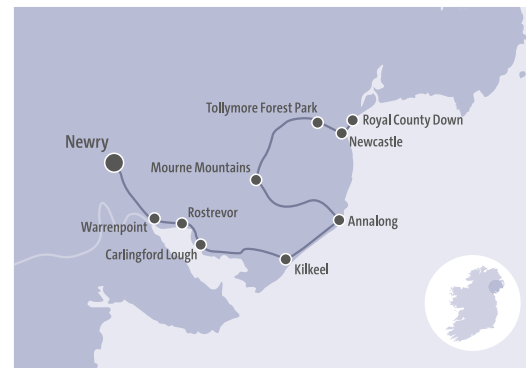 Tollymore Forest Park
Royal County Down
Newcastle
Newry
Mourne Mountains
Rostrevor
Warrenpoint
Annalong
Carlingford Lough
Kilkeel